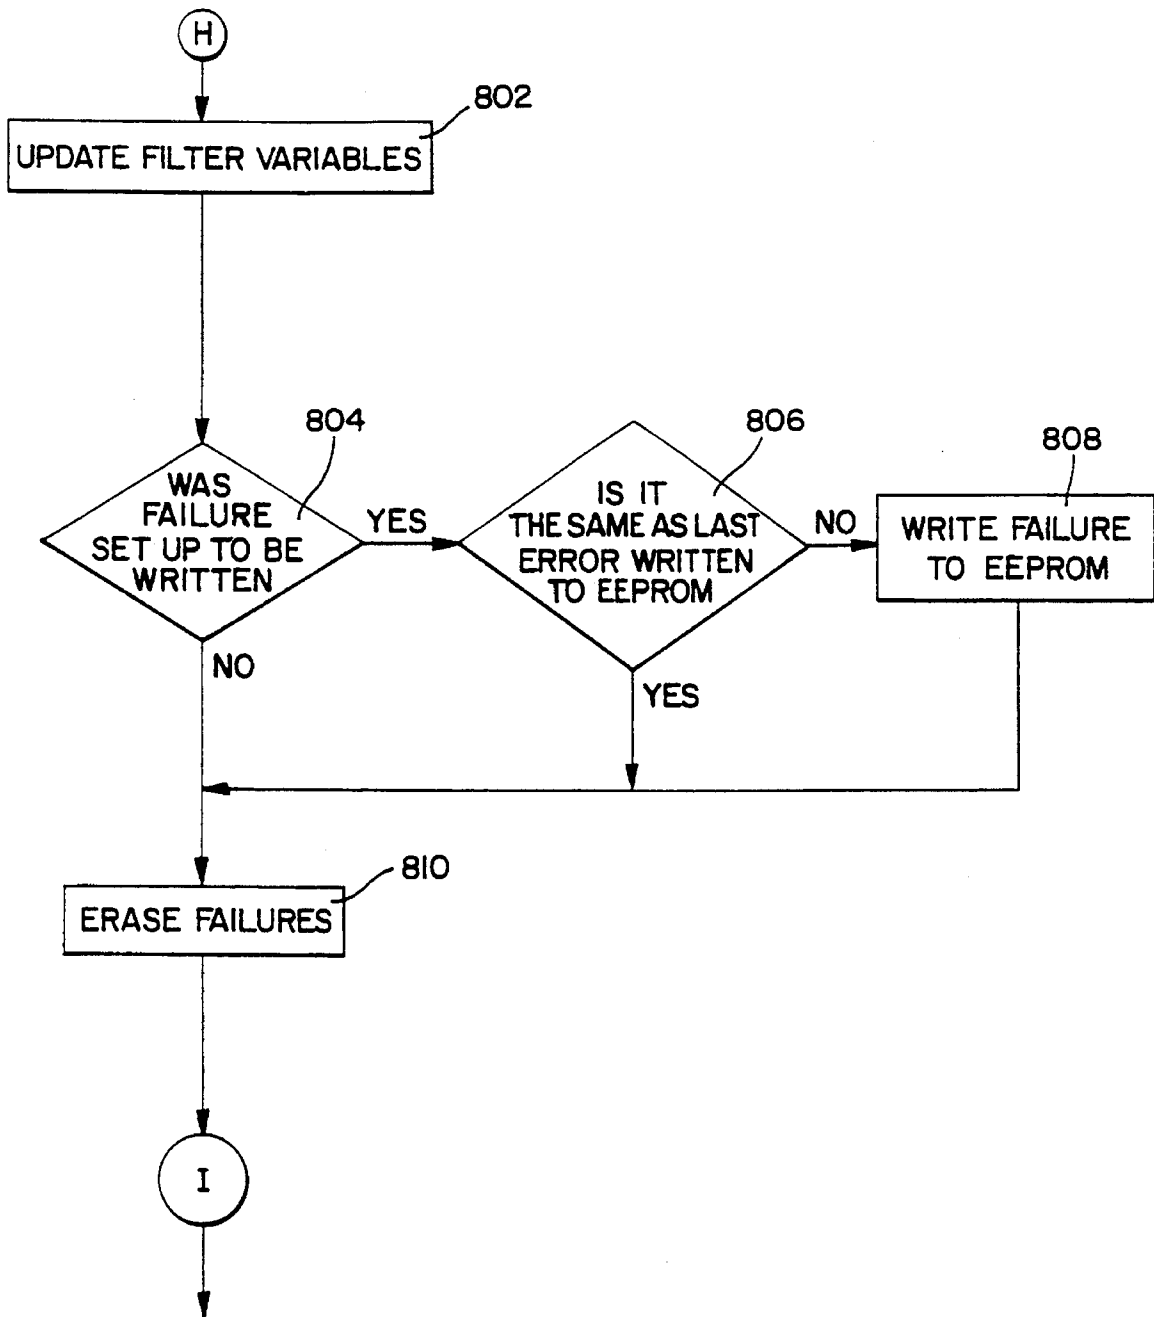 H
802
UPDATE FILTER VARIABLES
804
WAS
FAILURE
SET UP TO BE
WRITTEN
YES
NO
806
IS IT
THE SAME AS LAST
ERROR WRITTEN
TO EEPROM
NO
YES
808
WRITE FAILURE
TO EEPROM
810
ERASE FAILURES
I